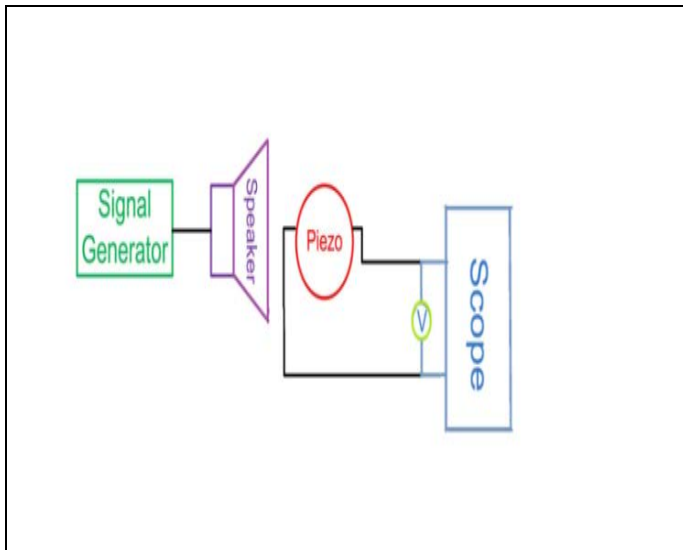 Signal
Generator
Speaker
Piezo
V
Scope